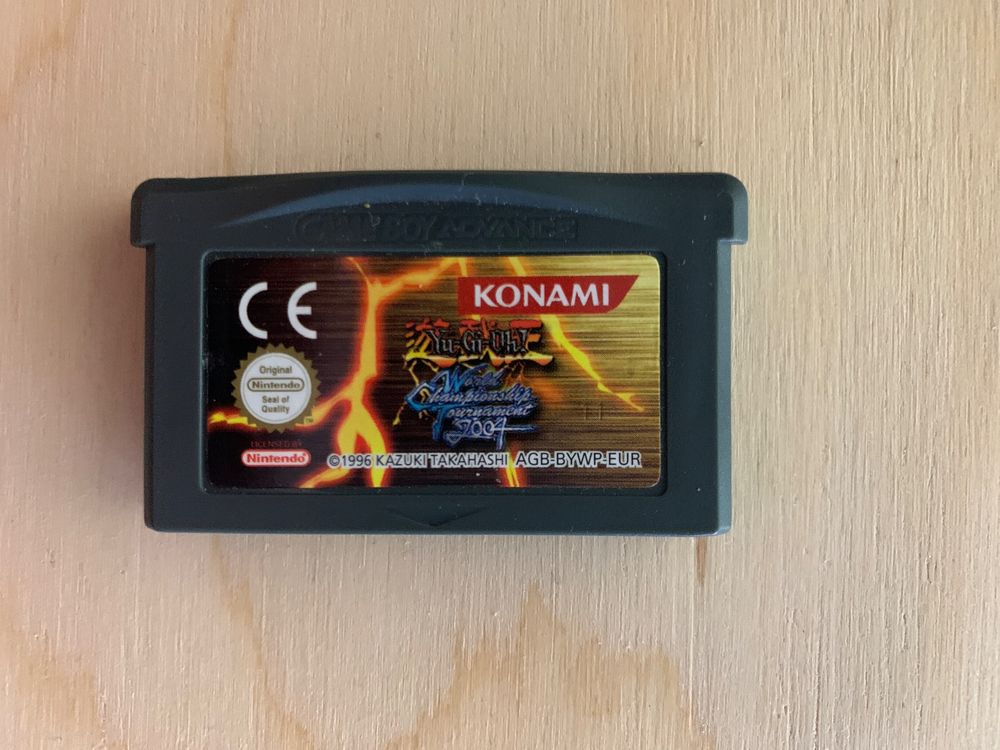 GAME BOY ADVANCE
CE
KONAMI
Yu-Gi-Oh!
World
Championship
Tournament
2004
Original
Nintendo
Seal of
Quality
LICENSED BY
Nintendo
©1996 KAZUKI TAKAHASHI AGB-BYWP-EUR